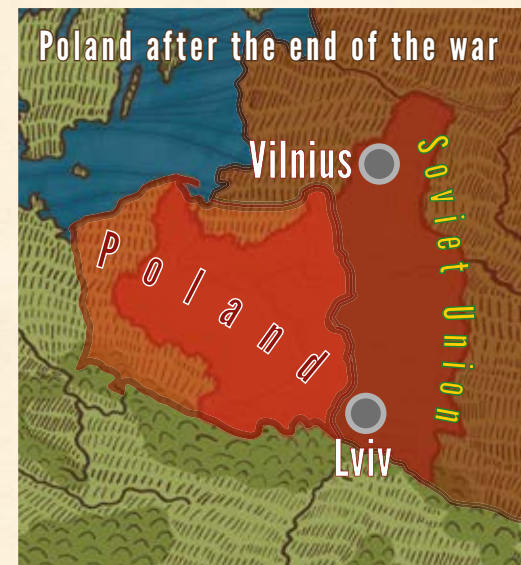 Poland after the end of the war
Vilnius
Soviet Union
Poland
Lviv